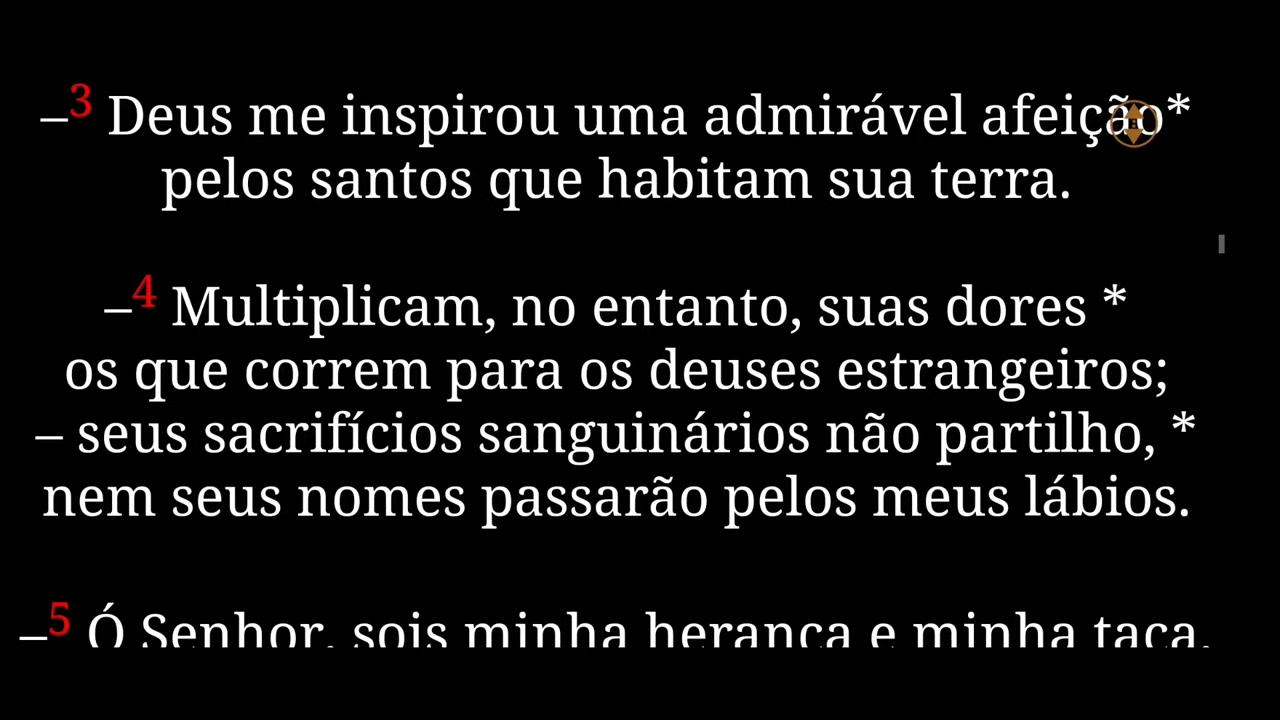 –3 Deus me inspirou uma admirável afeição*
pelos santos que habitam sua terra.
–4 Multiplicam, no entanto, suas dores *
os que correm para os deuses estrangeiros;
– seus sacrifícios sanguinários não partilho, *
nem seus nomes passarão pelos meus lábios.
–5 Ó Senhor, sois minha herança e minha taça,